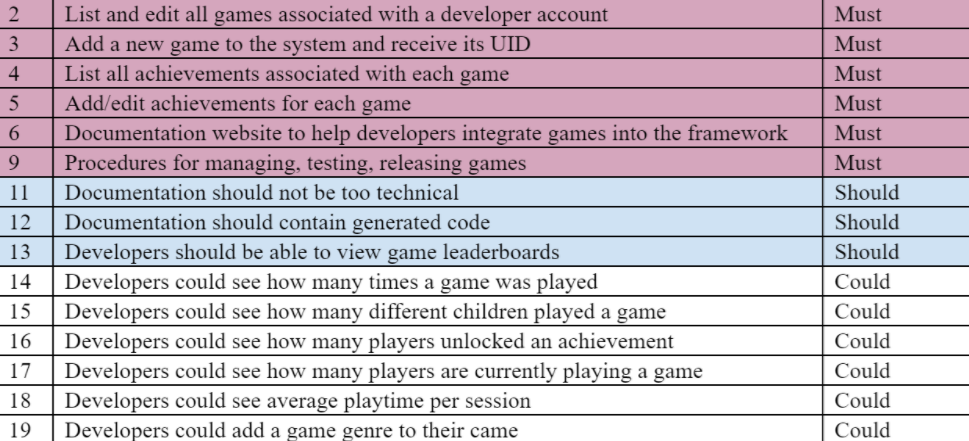 2 List and edit all games associated with a developer account Must
3 Add a new game to the system and receive its UID Must
4 List all achievements associated with each game Must
5 Add/edit achievements for each game Must
6 Documentation website to help developers integrate games into the framework Must
9 Procedures for managing, testing, releasing games Must
11 Documentation should not be too technical Should
12 Documentation should contain generated code Should
13 Developers should be able to view game leaderboards Should
14 Developers could see how many times a game was played Could
15 Developers could see how many different children played a game Could
16 Developers could see how many players unlocked an achievement Could
17 Developers could see how many players are currently playing a game Could
18 Developers could see average playtime per session Could
19 Developers could add a game genre to their came Could